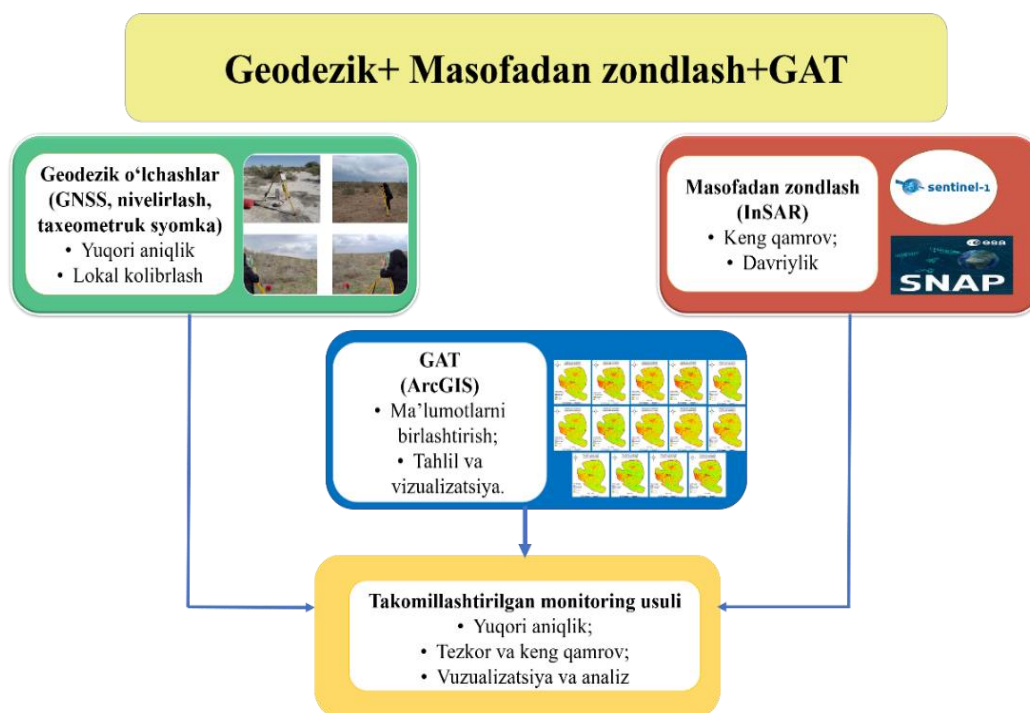 Geodezik+ Masofadan zondlash+GAT
Geodezik o‘lchashlar
(GNSS, nivelirlash,
taxeometruk syomka)
• Yuqori aniqlik
• Lokal kolibrlash
Masofadan zondlash
(InSAR)
• Keng qamrov;
• Davriylik
sentinel-1
esa
SNAP
GAT
(ArcGIS)
• Ma’lumotlarni
birlashtirish;
• Tahlil va
vizualizatsiya.
Takomillashtirilgan monitoring usuli
• Yuqori aniqlik;
• Tezkor va keng qamrov;
• Vuzualizatsiya va analiz